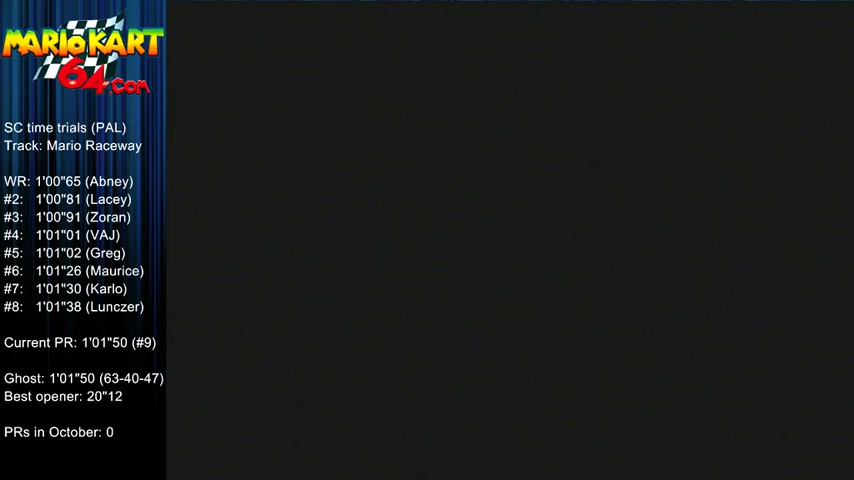 MARIO KART
64.COM
SC time trials (PAL)
Track: Mario Raceway
WR: 1'00"65 (Abney)
#2: 1'00"81 (Lacey)
#3: 1'00"91 (Zoran)
#4: 1'01"01 (VAJ)
#5: 1'01"02 (Greg)
#6: 1'01"26 (Maurice)
#7: 1'01"30 (Karlo)
#8: 1'01"38 (Lunczer)
Current PR: 1'01"50 (#9)
Ghost: 1'01"50 (63-40-47)
Best opener: 20"12
PRs in October: 0